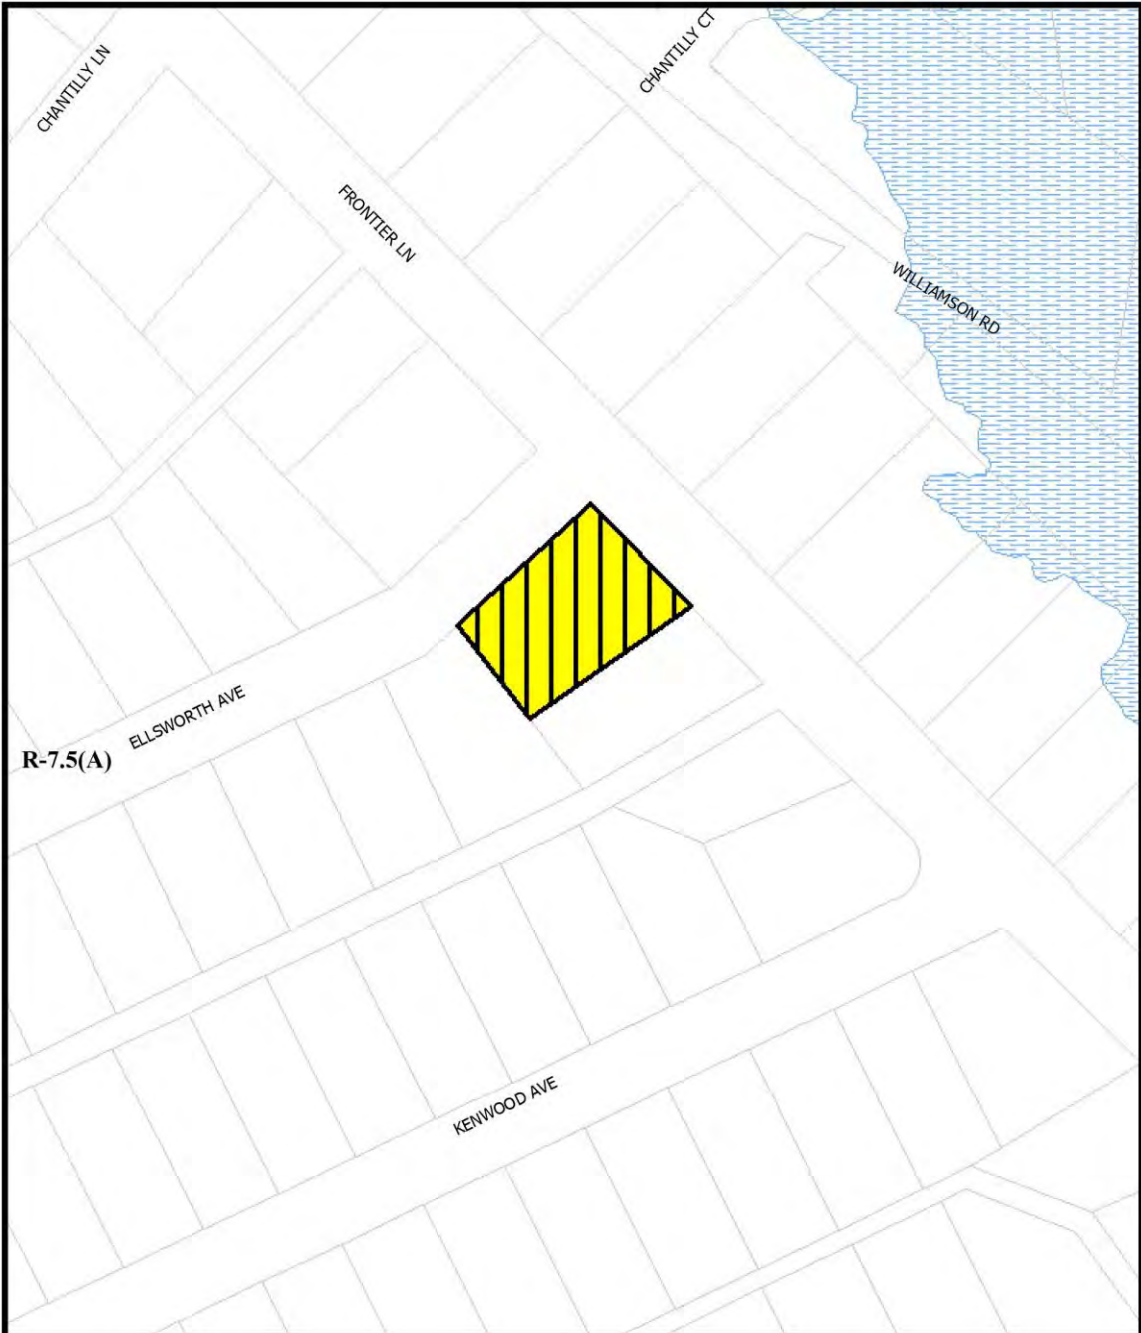 CHANTILLY LN
CHANTILLY CT
FRONTIER LN
WILLIAMSON RD
ELLSWORTH AVE
R-7.5(A)
KENWOOD AVE